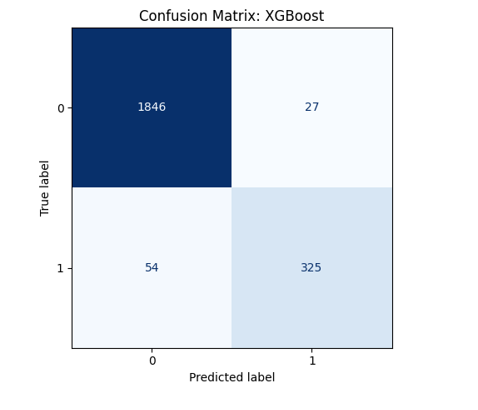 Confusion Matrix: XGBoost
True label
0
1846
27
1
54
325
0
1
Predicted label